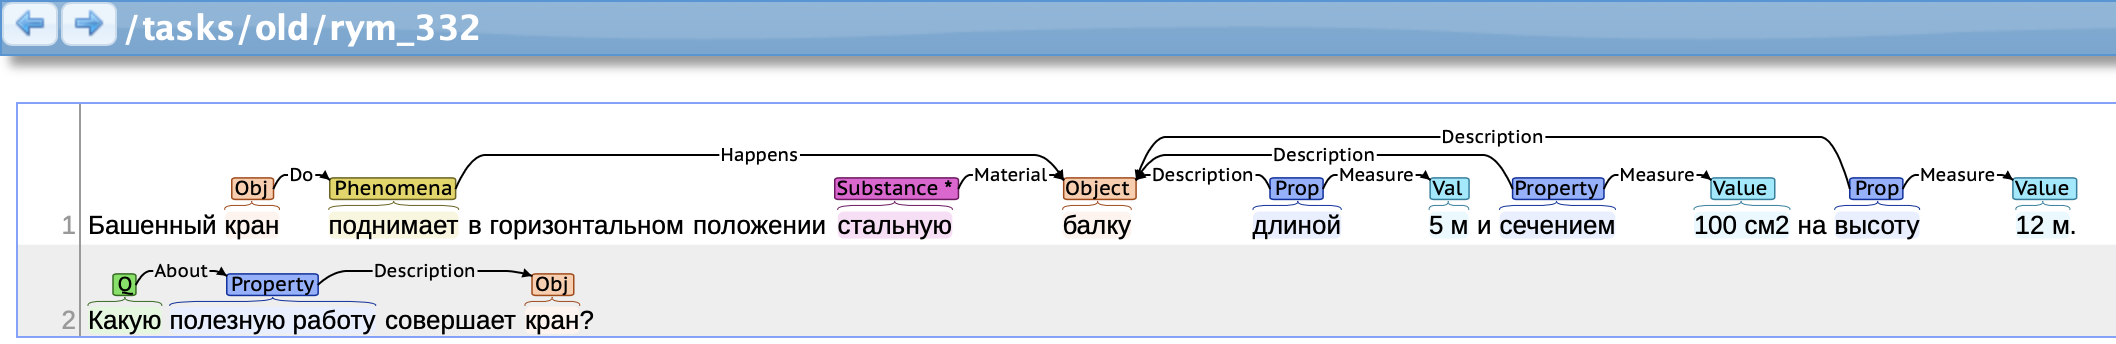 /tasks/old/rym_332
Description
Happens Description
Obj Do Phenomena Substance * Material Object Description Prop Measure Val Property Measure Value Prop Measure Value
1 Башенный кран поднимает в горизонтальном положении стальную балку длиной 5 м и сечением 100 см2 на высоту 12 м.
Q About Property Description Obj
2 Какую полезную работу совершает кран?